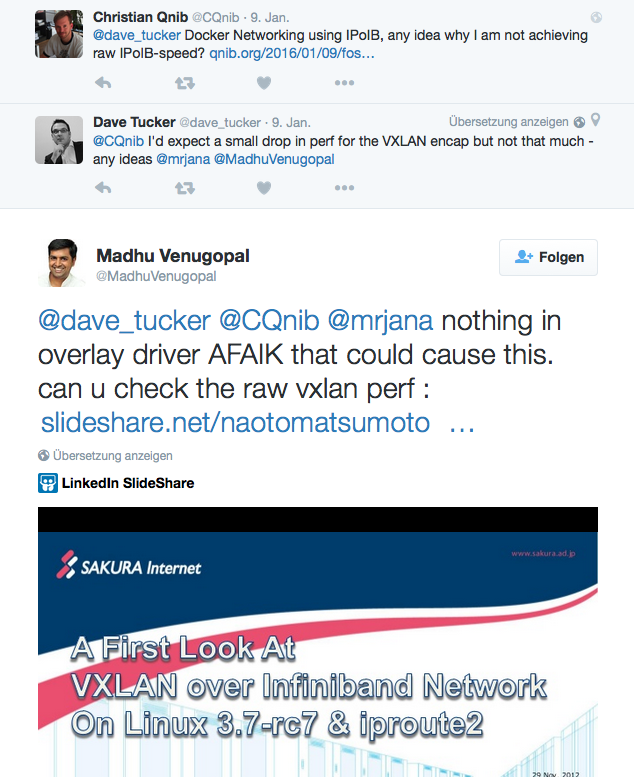 Christian Qnib @CQnib · 9. Jan.
@dave_tucker Docker Networking using IPoIB, any idea why I am not achieving
raw IPoIB-speed? qnib.org/2016/01/09/fos…
Dave Tucker @dave_tucker · 9. Jan. Übersetzung anzeigen
@CQnib I'd expect a small drop in perf for the VXLAN encap but not that much -
any ideas @mrjana @MadhuVenugopal
Madhu Venugopal
@MadhuVenugopal
Folgen
@dave_tucker @CQnib @mrjana nothing in
overlay driver AFAIK that could cause this.
can u check the raw vxlan perf :
slideshare.net/naotomatsumoto …
Übersetzung anzeigen
LinkedIn SlideShare
SAKURA Internet
www.sakura.ad.jp
A First Look At
VXLAN over Infiniband Network
On Linux 3.7-rc7 & iproute2
29 Nov, 2012